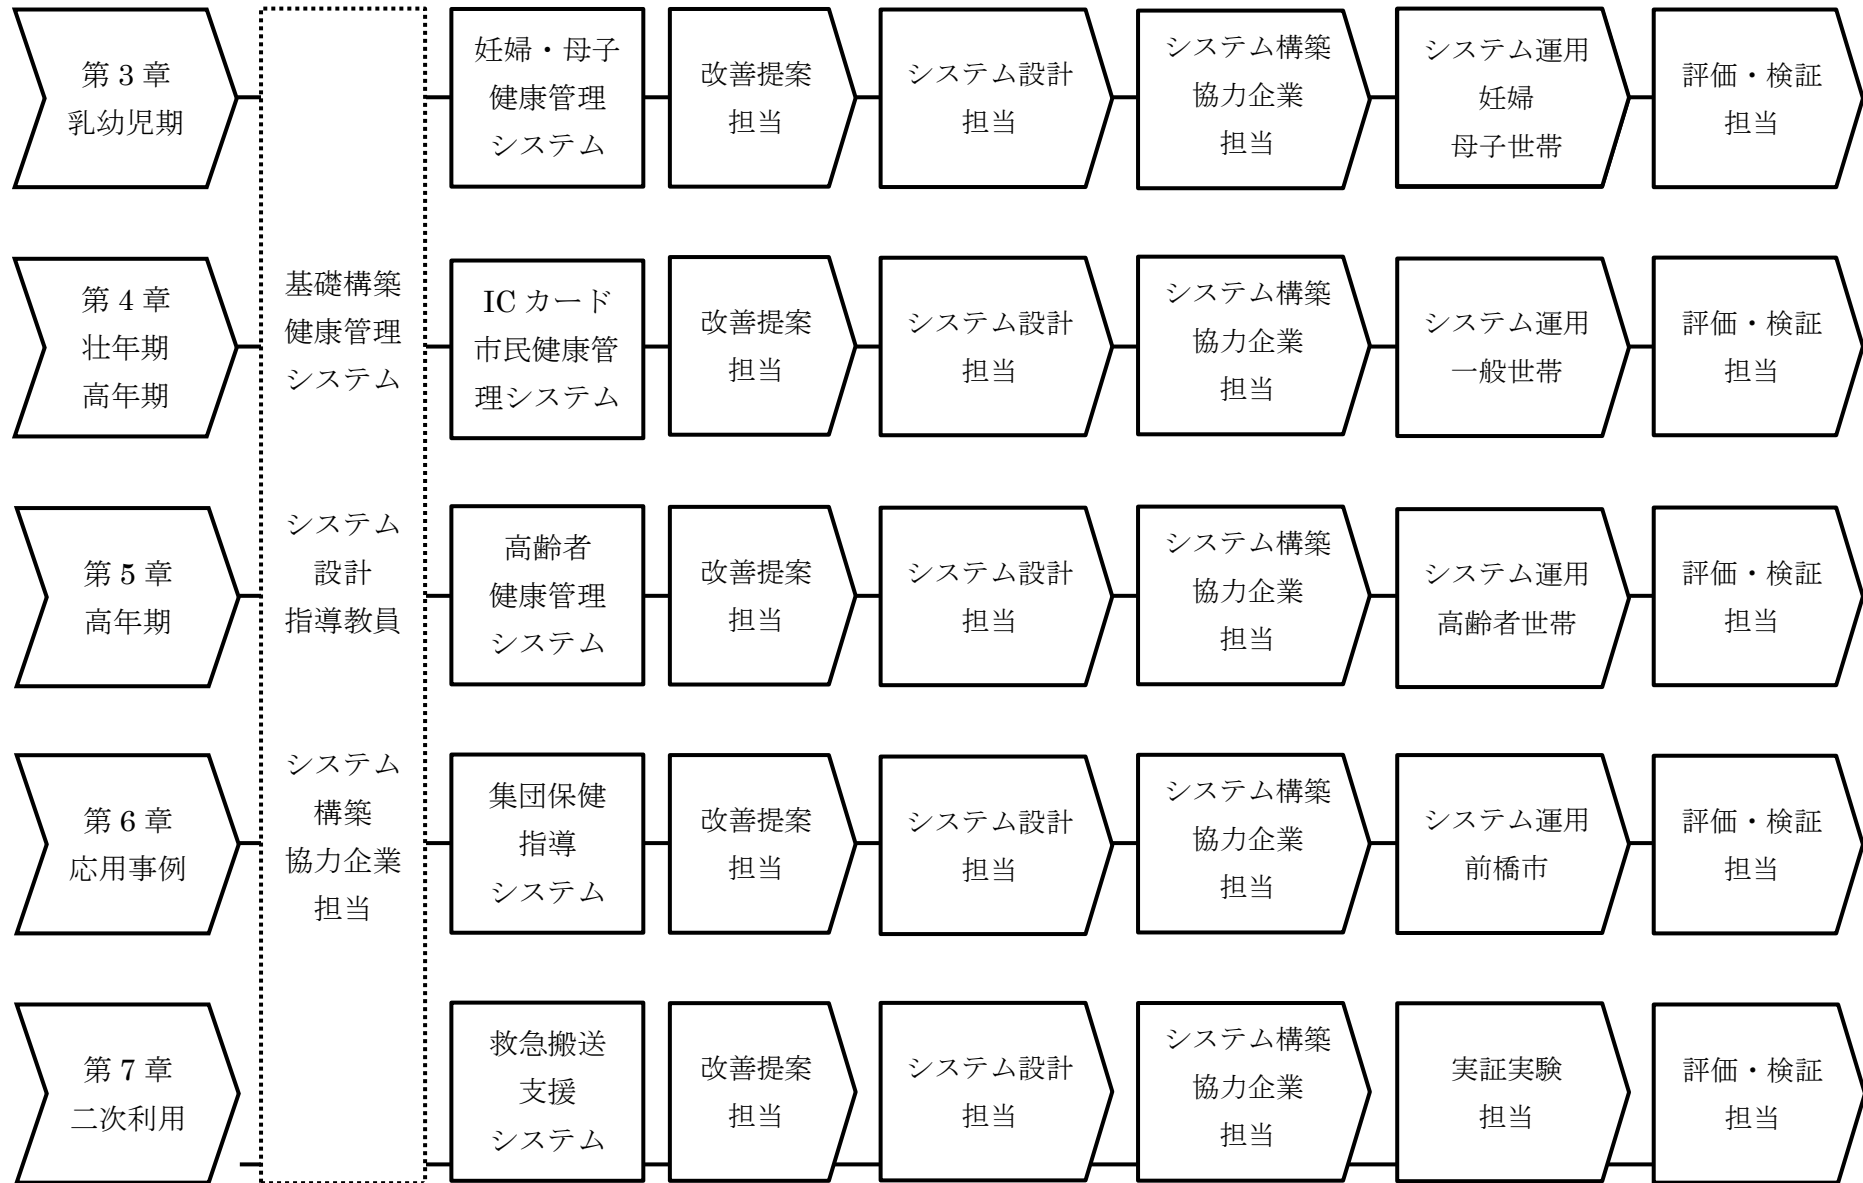 第 3 章
乳幼児期
妊婦・母子
健康管理
システム
改善提案
担当
システム設計
担当
システム構築
協力企業
担当
システム運用
妊婦
母子世帯
評価・検証
担当
基礎構築
健康管理
システム
システム
設計
指導教員
システム
構築
協力企業
担当
第 4 章
壮年期
高年期
IC カード
市民健康管
理システム
改善提案
担当
システム設計
担当
システム構築
協力企業
担当
システム運用
一般世帯
評価・検証
担当
第 5 章
高年期
高齢者
健康管理
システム
改善提案
担当
システム設計
担当
システム構築
協力企業
担当
システム運用
高齢者世帯
評価・検証
担当
第 6 章
応用事例
集団保健
指導
システム
改善提案
担当
システム設計
担当
システム構築
協力企業
担当
システム運用
前橋市
評価・検証
担当
第 7 章
二次利用
救急搬送
支援
システム
改善提案
担当
システム設計
担当
システム構築
協力企業
担当
実証実験
担当
評価・検証
担当